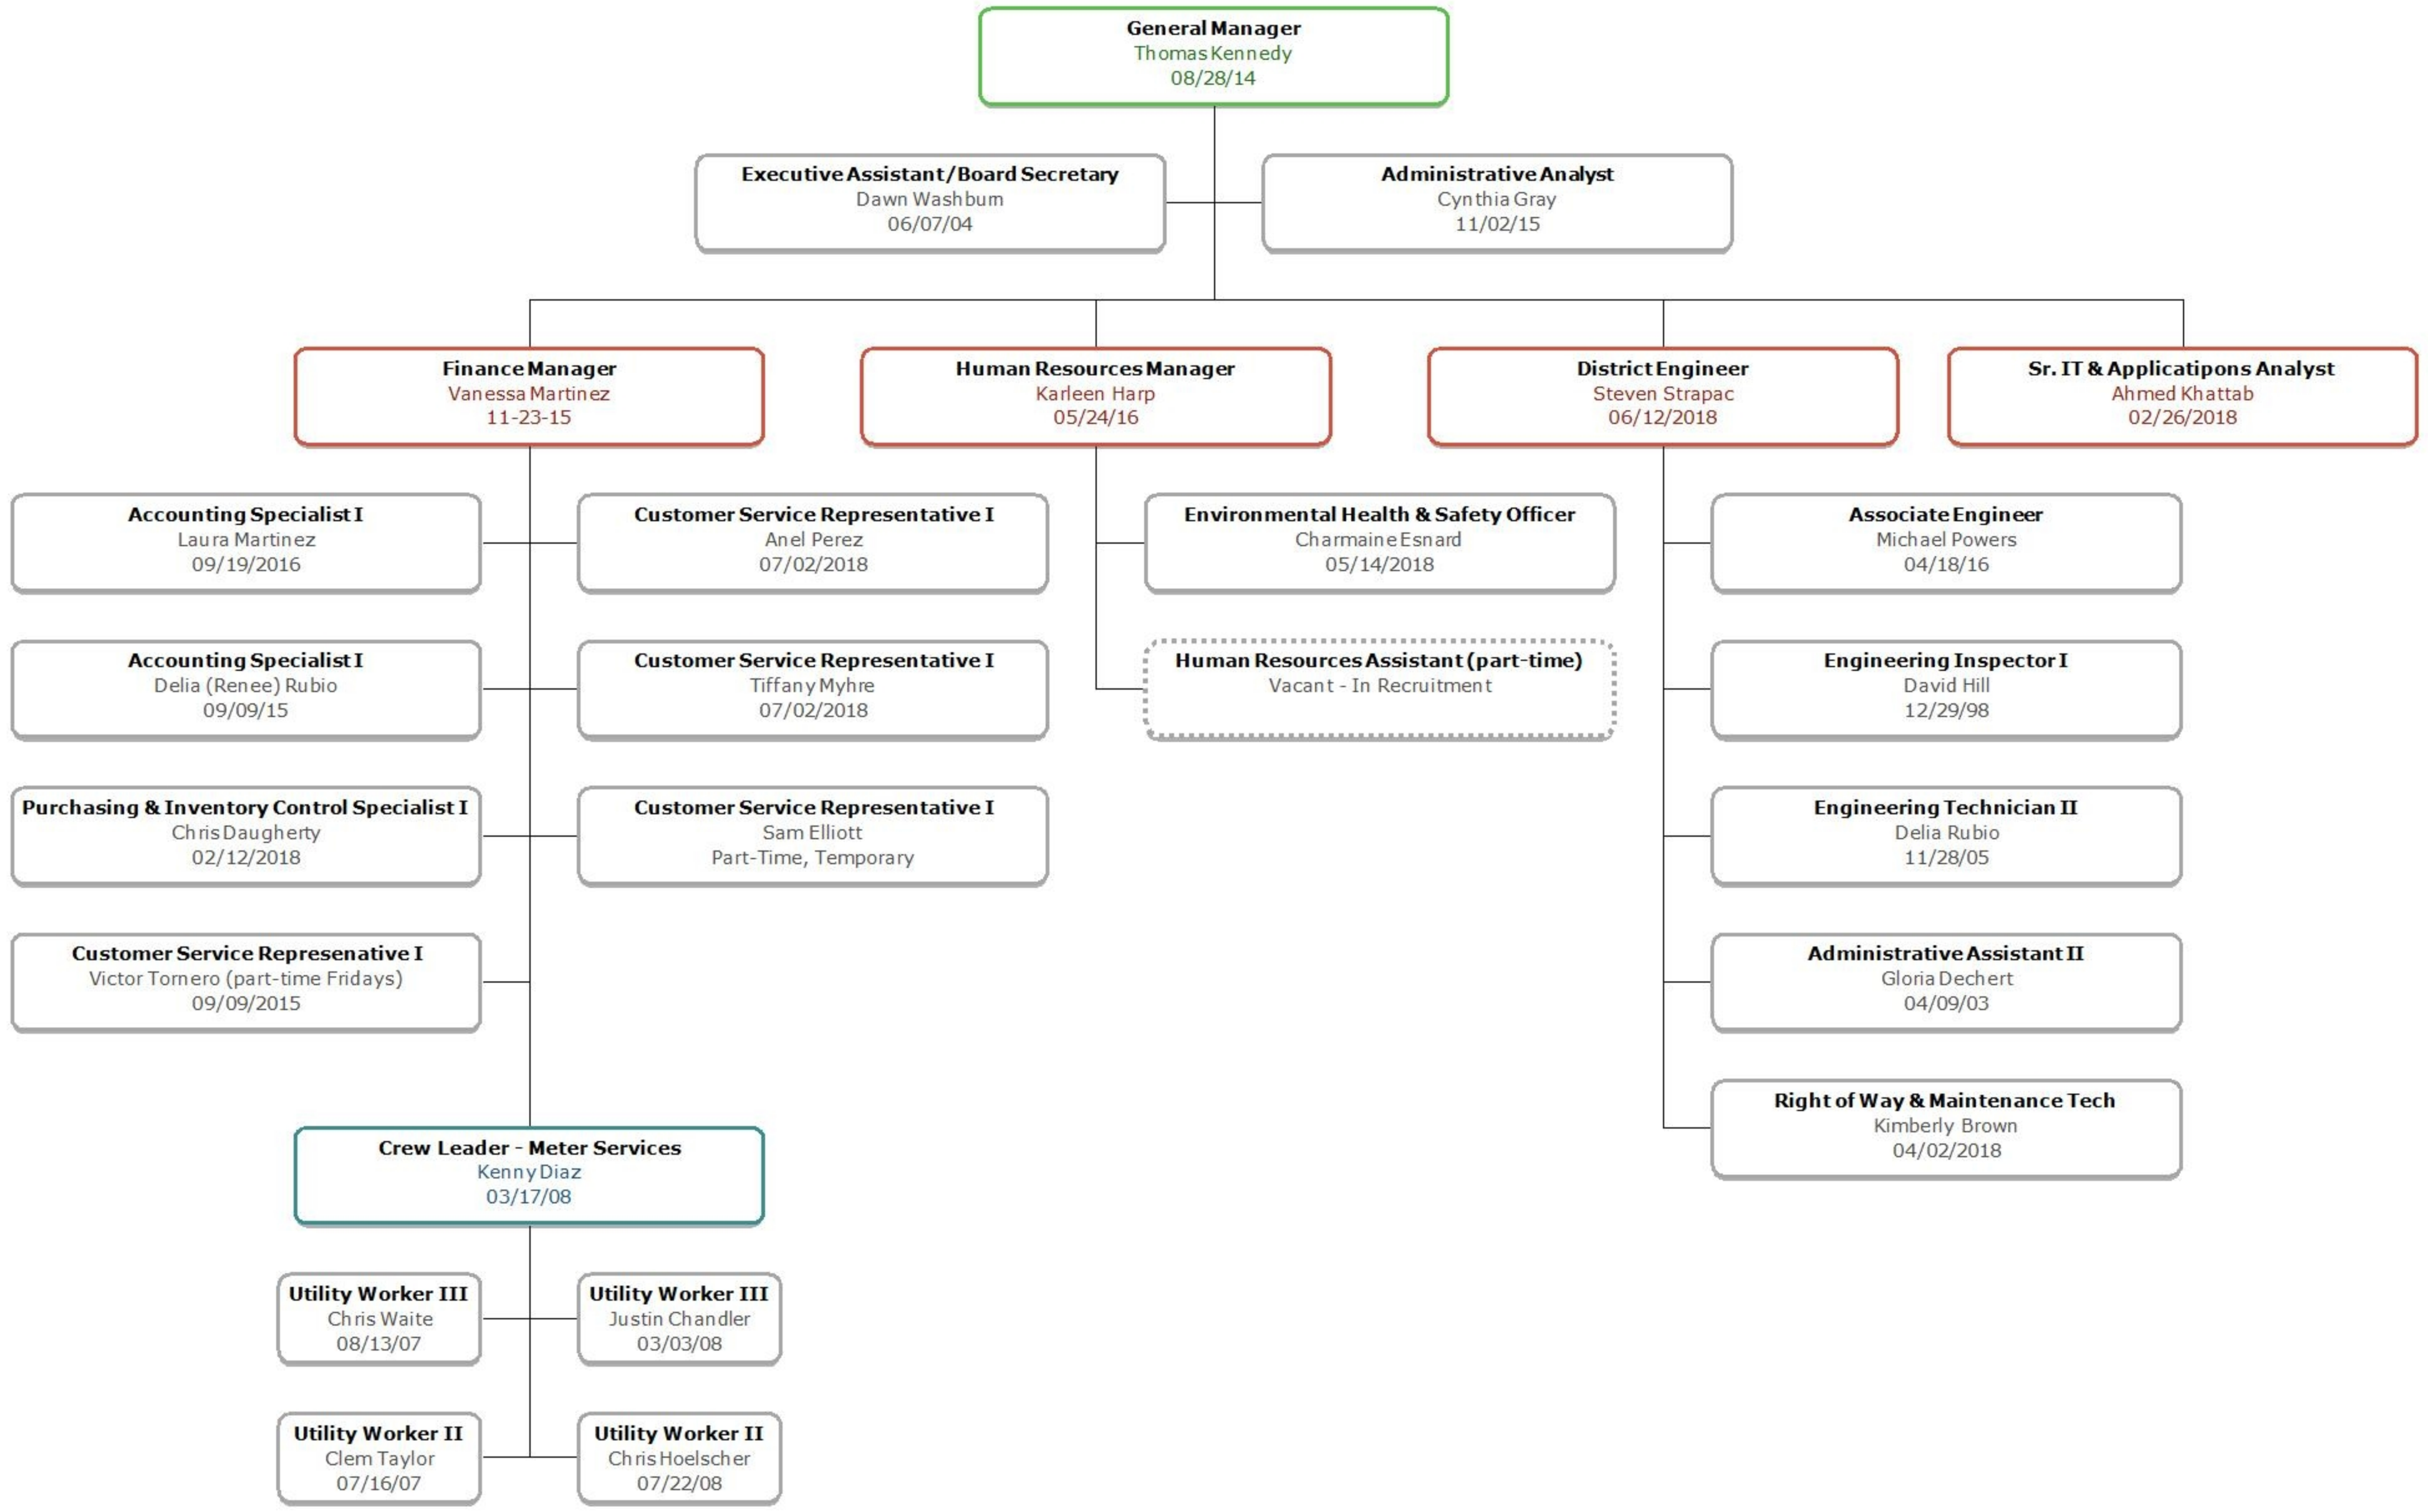 General Manager
Thomas Kennedy
08/28/14
Executive Assistant/Board Secretary
Dawn Washburn
06/07/04
Administrative Analyst
Cynthia Gray
11/02/15
Finance Manager
Vanessa Martinez
11-23-15
Human Resources Manager
Karleen Harp
05/24/16
District Engineer
Steven Strapac
06/12/2018
Sr. IT & Applicatipons Analyst
Ahmed Khattab
02/26/2018
Accounting Specialist I
Laura Martinez
09/19/2016
Customer Service Representative I
Anel Perez
07/02/2018
Environmental Health & Safety Officer
Charmaine Esnard
05/14/2018
Associate Engineer
Michael Powers
04/18/16
Accounting Specialist I
Delia (Renee) Rubio
09/09/15
Customer Service Representative I
Tiffany Myhre
07/02/2018
Human Resources Assistant (part-time)
Vacant - In Recruitment
Engineering Inspector I
David Hill
12/29/98
Purchasing & Inventory Control Specialist I
Chris Daugherty
02/12/2018
Customer Service Representative I
Sam Elliott
Part-Time, Temporary
Engineering Technician II
Delia Rubio
11/28/05
Customer Service Represenative I
Victor Tornero (part-time Fridays)
09/09/2015
Administrative Assistant II
Gloria Dechert
04/09/03
Right of Way & Maintenance Tech
Kimberly Brown
04/02/2018
Crew Leader - Meter Services
Kenny Diaz
03/17/08
Utility Worker III
Chris Waite
08/13/07
Utility Worker III
Justin Chandler
03/03/08
Utility Worker II
Clem Taylor
07/16/07
Utility Worker II
Chris Hoelscher
07/22/08